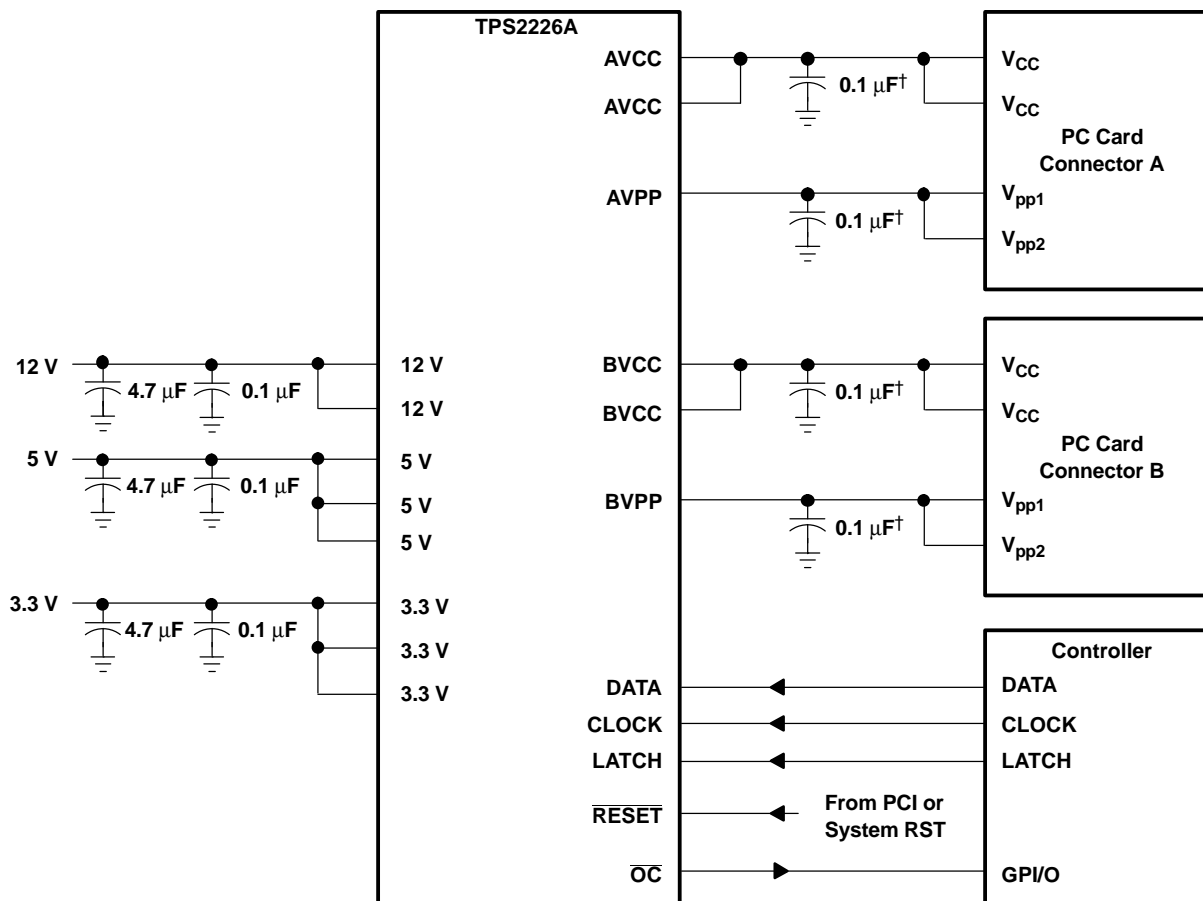 TPS2226A
AVCC
AVCC
AVPP
BVCC
BVCC
BVPP
DATA
CLOCK
LATCH
RESET
OC
0.1 µF†
0.1 µF†
0.1 µF†
0.1 µF†
VCC
VCC
PC Card
Connector A
Vpp1
Vpp2
VCC
VCC
PC Card
Connector B
Vpp1
Vpp2
12 V
4.7 µF
0.1 µF
12 V
12 V
5 V
4.7 µF
0.1 µF
5 V
5 V
5 V
3.3 V
4.7 µF
0.1 µF
3.3 V
3.3 V
3.3 V
Controller
DATA
CLOCK
LATCH
From PCI or
System RST
GPI/O